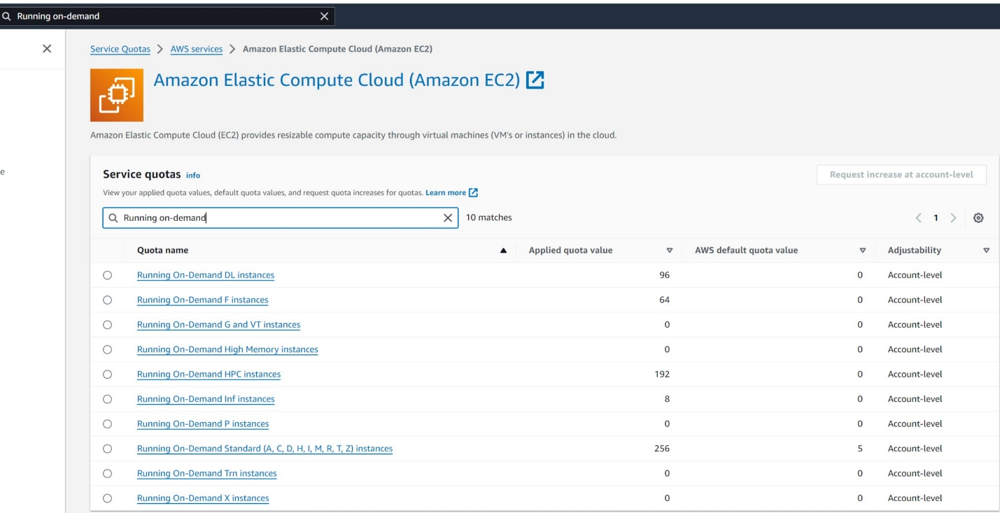 Running on-demand
Service Quotas > AWS services > Amazon Elastic Compute Cloud (Amazon EC2)
Amazon Elastic Compute Cloud (Amazon EC2)
Amazon Elastic Compute Cloud (EC2) provides resizable compute capacity through virtual machines (VM's or instances) in the cloud.
e
Service quotas info
Request increase at account-level
View your applied quota values, default quota values, and request quota increases for quotas. Learn more
Running on-demand 10 matches 1
Quota name Applied quota value AWS default quota value Adjustability
Running On-Demand DL instances 96 0 Account-level
Running On-Demand F instances 64 0 Account-level
Running On-Demand G and VT instances 0 0 Account-level
Running On-Demand High Memory instances 0 0 Account-level
Running On-Demand HPC instances 192 0 Account-level
Running On-Demand Inf instances 8 0 Account-level
Running On-Demand P instances 0 0 Account-level
Running On-Demand Standard (A, C, D, H, I, M, R, T, Z) instances 256 5 Account-level
Running On-Demand Trn instances 0 0 Account-level
Running On-Demand X instances 0 0 Account-level